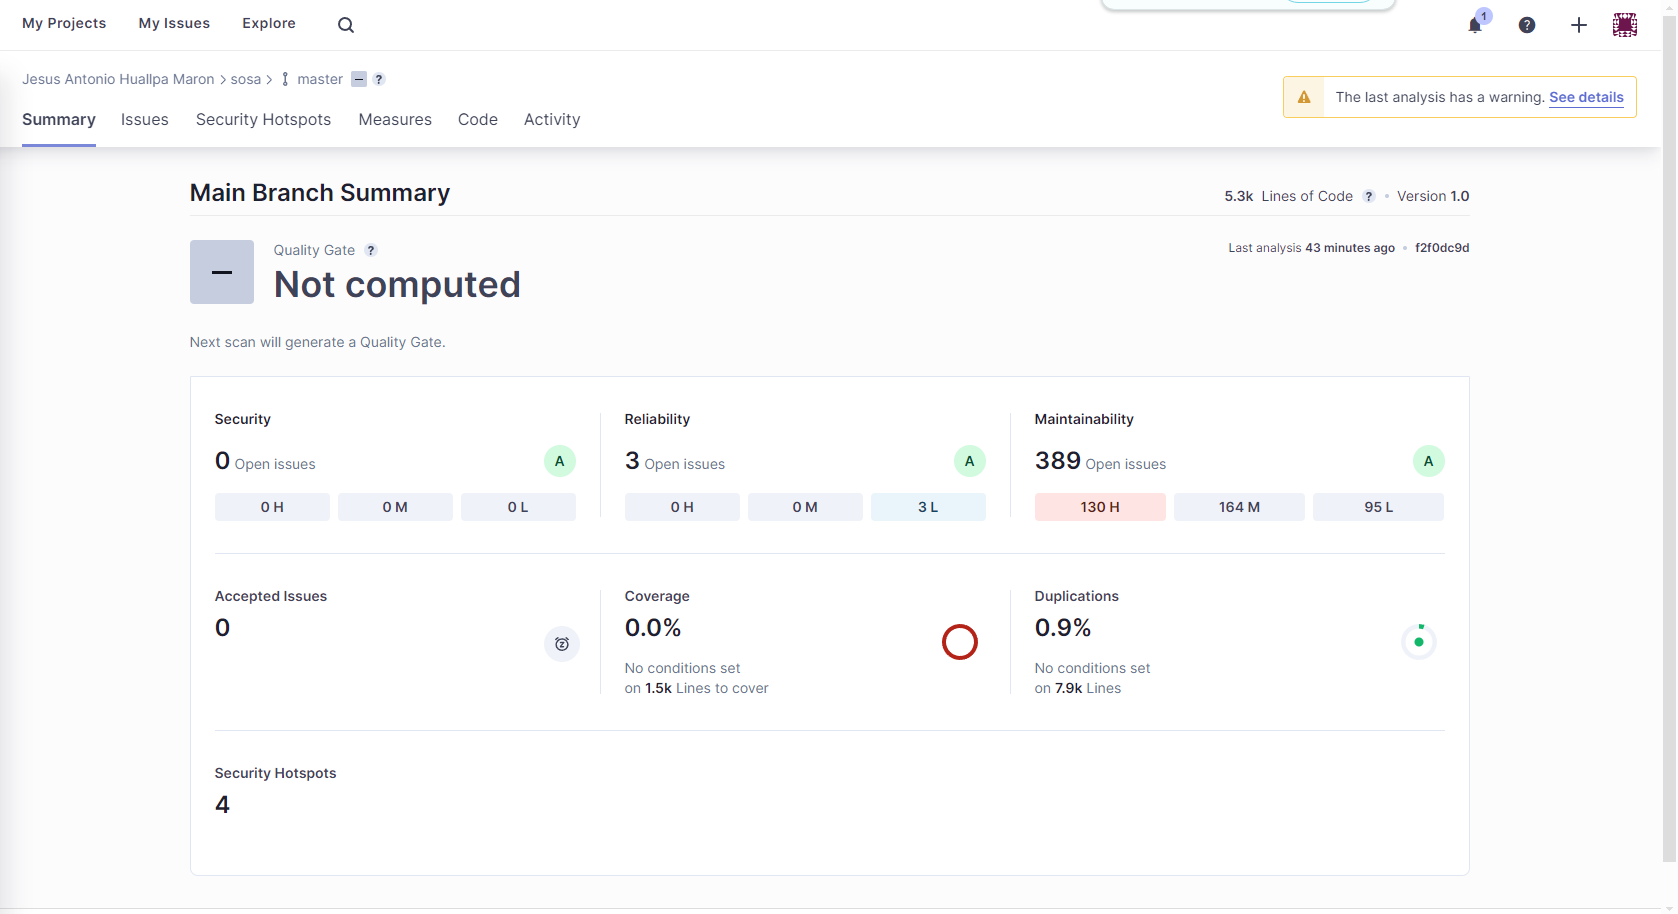 My Projects My Issues Explore 1 ?
Jesus Antonio Huallpa Maron > sosa > master – ?
The last analysis has a warning. See details
Summary Issues Security Hotspots Measures Code Activity
Main Branch Summary
5.3k Lines of Code ? • Version 1.0
Quality Gate ?
Last analysis 43 minutes ago • f2f0dc9d
Not computed
Next scan will generate a Quality Gate.
Security Reliability Maintainability
0 Open issues A 3 Open issues A 389 Open issues A
0 H 0 M 0 L 0 H 0 M 3 L 130 H 164 M 95 L
Accepted Issues Coverage Duplications
0 0.0% 0.9%
No conditions set No conditions set
on 1.5k Lines to cover on 7.9k Lines
Security Hotspots
4